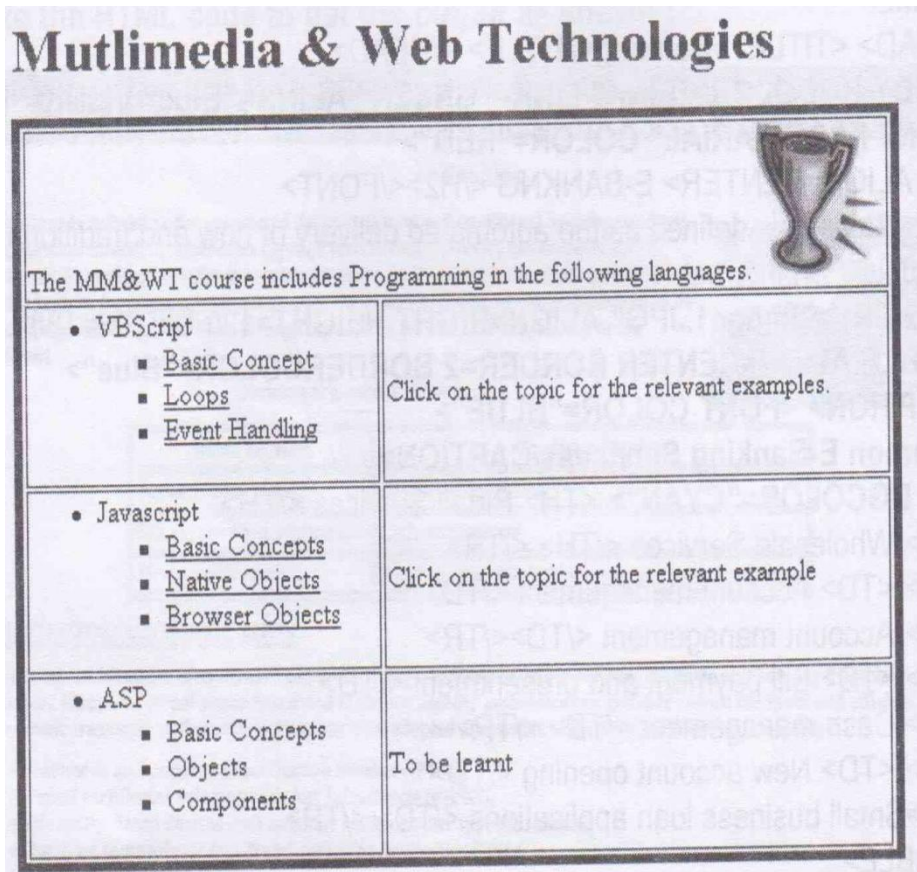 Mutlimedia & Web Technologies
The MM&WT course includes Programming in the following languages.
• VBScript
▪ Basic Concept
▪ Loops
▪ Event Handling
Click on the topic for the relevant examples.
• Javascript
▪ Basic Concepts
▪ Native Objects
▪ Browser Objects
Click on the topic for the relevant example
• ASP
▪ Basic Concepts
▪ Objects
▪ Components
To be learnt